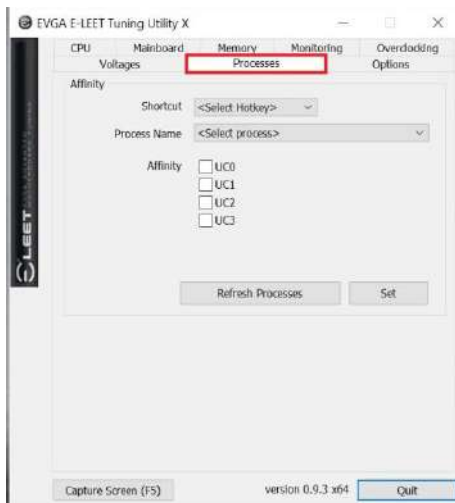 EVGA E-LEET Tuning Utility X
CPU Mainboard Memory Monitoring Overclocking
Voltages Processes Options
Affinity
Shortcut <Select Hotkey>
Process Name <Select process>
Affinity UC0
UC1
UC2
UC3
Refresh Processes Set
E-LEET
Capture Screen (F5) version 0.9.3 x64 Quit